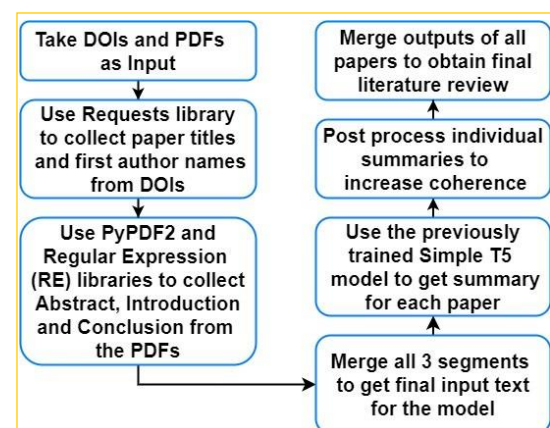 Take DOIs and PDFs
as Input
Use Requests library
to collect paper titles
and first author names
from DOIs
Use PyPDF2 and
Regular Expression
(RE) libraries to collect
Abstract, Introduction
and Conclusion from
the PDFs
Merge all 3 segments
to get final input text
for the model
Use the previously
trained Simple T5
model to get summary
for each paper
Post process individual
summaries to
increase coherence
Merge outputs of all
papers to obtain final
literature review